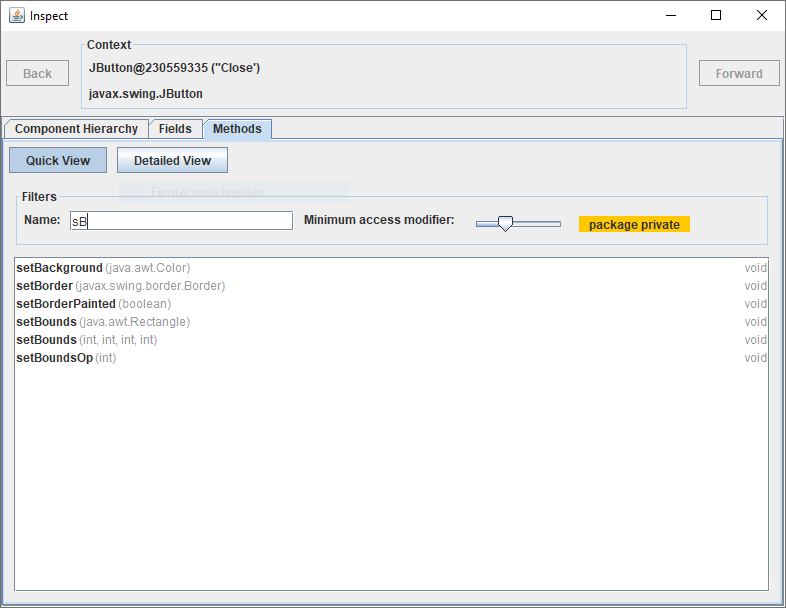 Inspect
Context
Back
JButton@230559335 ("Close')
Forward
javax.swing.JButton
Component Hierarchy Fields Methods
Quick View Detailed View
Fenster ausschneiden
Filters
Name: sB Minimum access modifier: package private
setBackground (java.awt.Color) void
setBorder (javax.swing.border.Border) void
setBorderPainted (boolean) void
setBounds (java.awt.Rectangle) void
setBounds (int, int, int, int) void
setBoundsOp (int) void